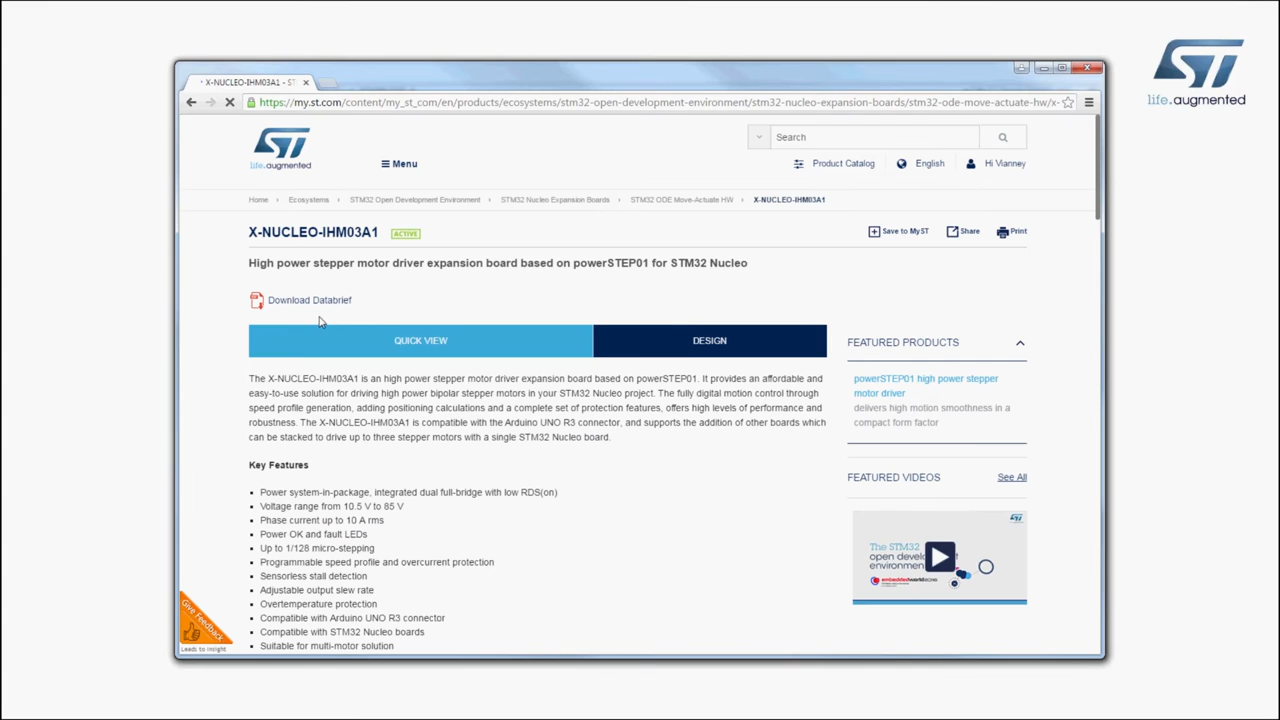 life.augmented
X-NUCLEO-IHM03A1 - ST
https://my.st.com/content/my_st_com/en/products/ecosystems/stm32-open-development-environment/stm32-nucleo-expansion-boards/stm32-ode-move-actuate-hw/x-
life.augmented
Menu
Search
Product Catalog English Hi Vianney
Home › Ecosystems › STM32 Open Development Environment › STM32 Nucleo Expansion Boards › STM32 ODE Move-Actuate HW › X-NUCLEO-IHM03A1
X-NUCLEO-IHM03A1 ACTIVE
Save to MyST Share Print
High power stepper motor driver expansion board based on powerSTEP01 for STM32 Nucleo
Download Databrief
QUICK VIEW DESIGN
The X-NUCLEO-IHM03A1 is an high power stepper motor driver expansion board based on powerSTEP01. It provides an affordable and
easy-to-use solution for driving high power bipolar stepper motors in your STM32 Nucleo project. The fully digital motion control through
speed profile generation, adding positioning calculations and a complete set of protection features, offers high levels of performance and
robustness. The X-NUCLEO-IHM03A1 is compatible with the Arduino UNO R3 connector, and supports the addition of other boards which
can be stacked to drive up to three stepper motors with a single STM32 Nucleo board.
Key Features
Power system-in-package, integrated dual full-bridge with low RDS(on)
Voltage range from 10.5 V to 85 V
Phase current up to 10 A rms
Power OK and fault LEDs
Up to 1/128 micro-stepping
Programmable speed profile and overcurrent protection
Sensorless stall detection
Adjustable output slew rate
Overtemperature protection
Compatible with Arduino UNO R3 connector
Compatible with STM32 Nucleo boards
Suitable for multi-motor solution
FEATURED PRODUCTS
powerSTEP01 high power stepper
motor driver
delivers high motion smoothness in a
compact form factor
FEATURED VIDEOS See All
The STM32
open develo
environmen
Give Feedback
Leads to insight